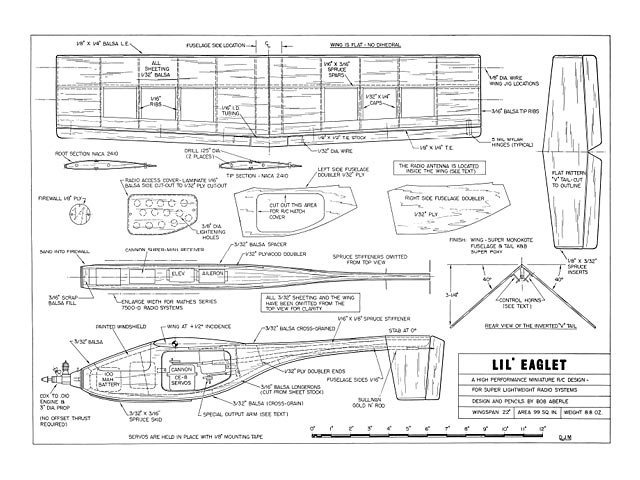 1/8" X 1/4" BALSA L.E.
FUSELAGE SIDE LOCATION
WING IS FLAT - NO DIHEDRAL
ALL
SHEETING
1/32" BALSA
1/16" X 3/16"
SPRUCE
SPARS
1/8" DIA. WIRE
WING JIG LOCATIONS
1/16"
RIBS
1/16" I.D.
TUBING
1/32" X 1/4"
CAPS
3/16" BALSA TIP RIBS
5 MIL MYLAR
HINGES (TYPICAL)
1/8" X 1/2" T.E. STOCK
1/8" X 1/4" T.E.
1/32" DIA. WIRE
ROOT SECTION NACA 2410
DRILL .125" DIA.
(2 PLACES)
TIP SECTION - NACA 2410
LEFT SIDE FUSELAGE
DOUBLER 1/32" PLY
THE RADIO ANTENNA IS LOCATED
INSIDE THE WING (SEE TEXT)
FLAT PATTERN
"V" TAIL-CUT
TO OUTLINE
RADIO ACCESS COVER-LAMINATE 1/16"
BALSA SIDE CUT-OUT TO 1/32" PLY CUT-OUT
FIREWALL 1/8" PLY
CUT OUT THIS AREA
FOR R/C HATCH
COVER
RIGHT SIDE FUSELAGE DOUBLER
1/32" PLY
3/8" DIA.
LIGHTENING
HOLES
FINISH: WING - SUPER MONOKOTE
FUSELAGE & TAIL K&B
SUPER POXY
1/8" X 3/32"
SPRUCE
INSERTS
SAND INTO FIREWALL
CANNON SUPER-MINI RECEIVER
3/32" BALSA SPACER
1/32" PLYWOOD DOUBLER
SPRUCE STIFFENERS OMITTED
FROM TOP VIEW
ELEV
AILERON
3/16" SCRAP
BALSA FILL
ENLARGE WIDTH FOR MATHES SERIES
7500-D RADIO SYSTEMS
ALL 3/32" SHEETING AND THE WING
HAVE BEEN OMITTED FROM THE
TOP VIEW FOR CLARITY
40°
40°
3-1/4"
CONTROL HORNS
(SEE TEXT)
REAR VIEW OF THE INVERTED "V" TAIL
PAINTED WINDSHIELD
WING AT + 1/2° INCIDENCE
1/16" X 1/8" SPRUCE STIFFENER
3/32" BALSA CROSS-GRAINED
STAB AT 0°
3/32" BALSA
100
MAH
BATTERY
CANNON
CE-8
SERVOS
1/32" PLY DOUBLER ENDS
FUSELAGE SIDES 1/16"
3/16" BALSA LONGERONS
(CUT FROM SHEET STOCK)
SULLIVAN
GOLD N' ROD
COX TD .010
ENGINE &
3" DIA. PROP
(NO OFFSET THRUST
REQUIRED)
3/32" X 3/16"
SPRUCE SKID
3/32" BALSA (CROSS-GRAIN)
SPECIAL OUTPUT ARM (SEE TEXT)
SERVOS ARE HELD IN PLACE WITH 1/8" MOUNTING TAPE
0 1" 2" 3" 4" 5" 6" 7" 8" 9" 10" 11" 12"
LIL' EAGLET
A HIGH PERFORMANCE MINIATURE R/C DESIGN -
FOR SUPER LIGHTWEIGHT RADIO SYSTEMS
DESIGN AND PENCILS BY BOB ABERLE
WINGSPAN 22" AREA 99 SQ. IN. WEIGHT 8.8 OZ.
D.J.M